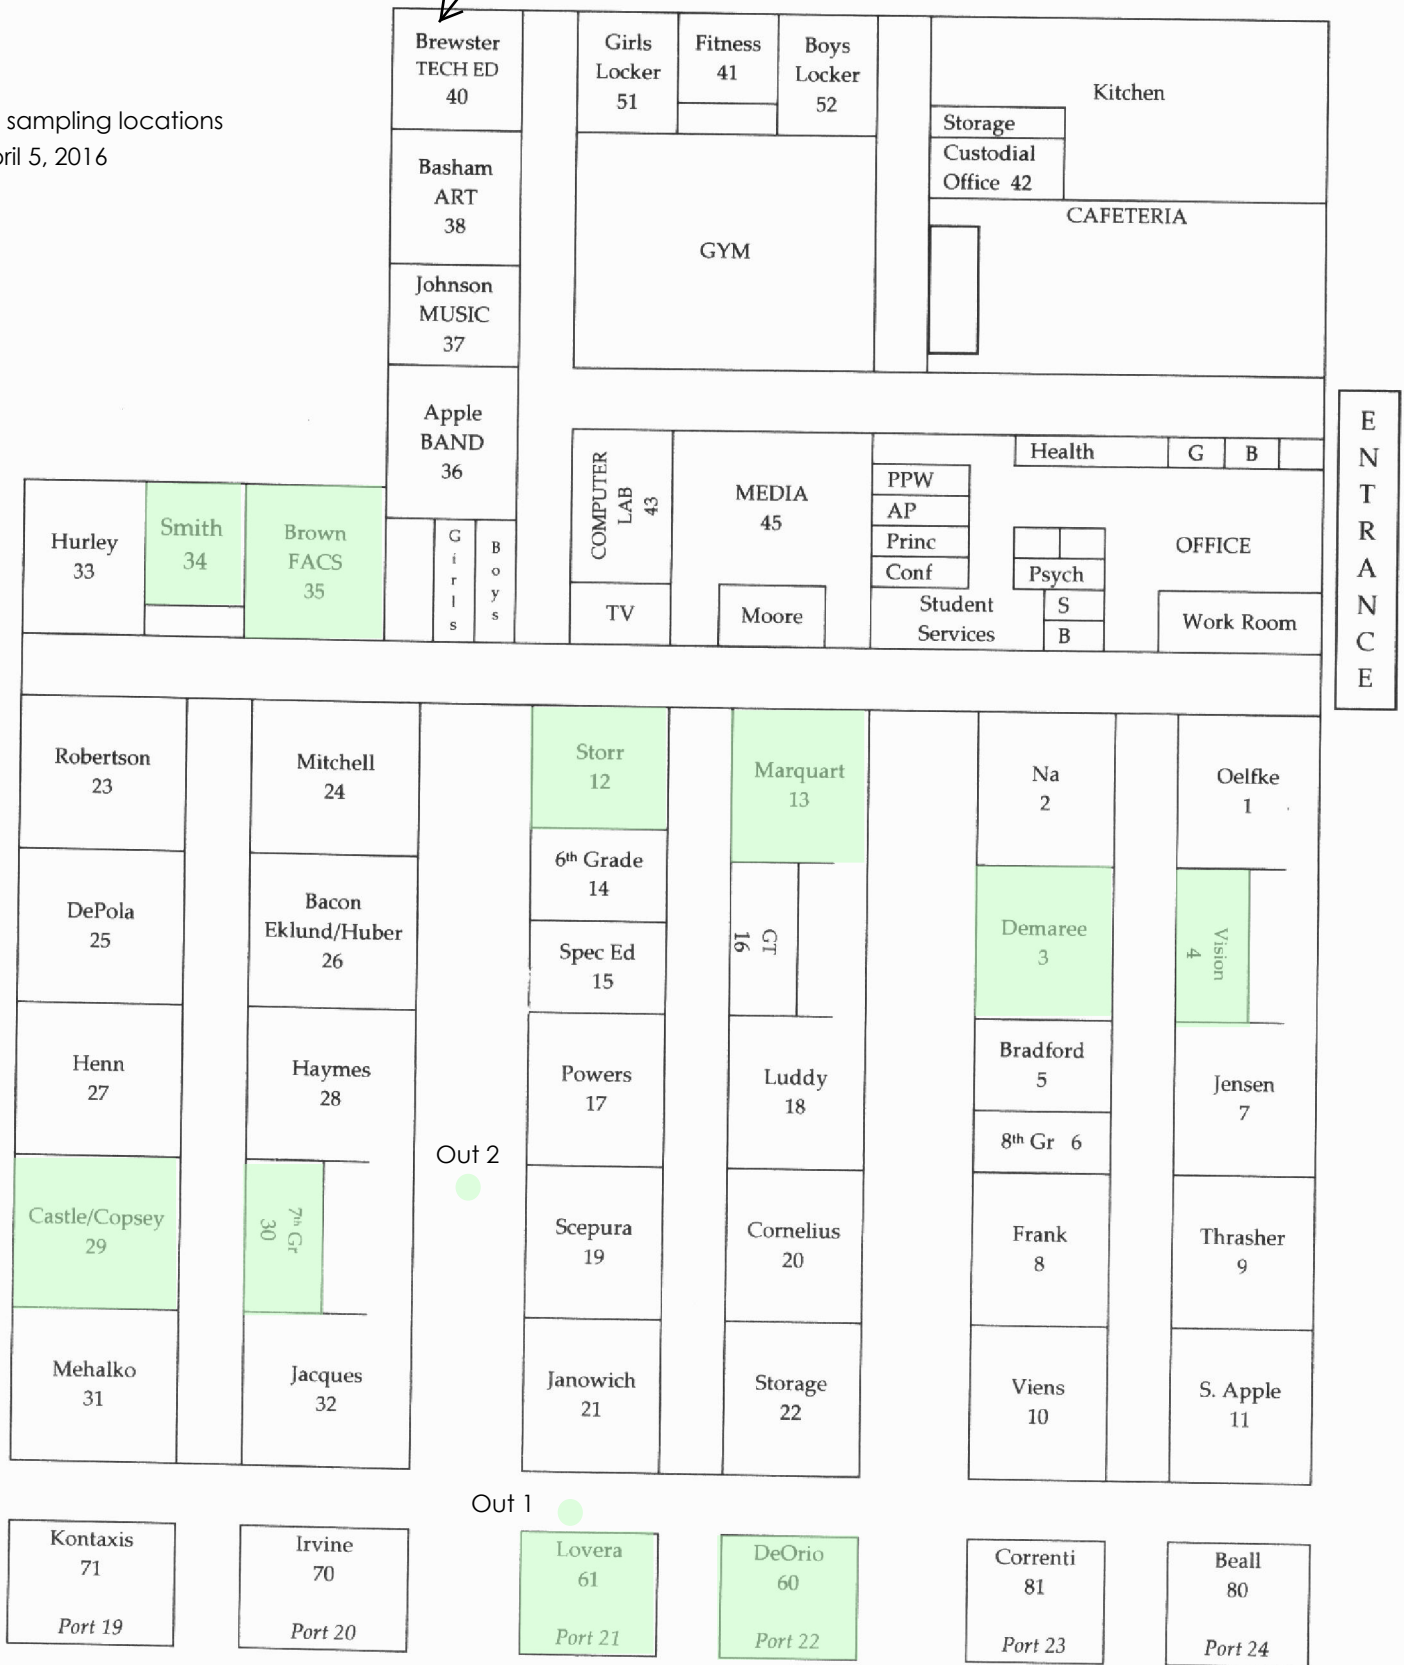 sampling locations
ril 5, 2016
Brewster
TECH ED
40
Girls
Locker
51
Fitness
41
Boys
Locker
52
Kitchen
Storage
Custodial
Office 42
CAFETERIA
Basham
ART
38
GYM
Johnson
MUSIC
37
Apple
BAND
36
ENTRANCE
Hurley
33
Smith
34
Brown
FACS
35
Girls
Boys
COMPUTER
LAB
43
TV
MEDIA
45
Moore
PPW
AP
Princ
Conf
Student
Services
Health
G
B
Psych
S
B
OFFICE
Work Room
Robertson
23
Mitchell
24
Storr
12
Marquart
13
Na
2
Oelfke
1
DePola
25
Bacon
Eklund/Huber
26
6th Grade
14
Spec Ed
15
GT
16
Demaree
3
Vision
4
Henn
27
Haymes
28
Powers
17
Luddy
18
Bradford
5
8th Gr 6
Jensen
7
Out 2
Castle/Copsey
29
7th Gr
30
Scepura
19
Cornelius
20
Frank
8
Thrasher
9
Mehalko
31
Jacques
32
Janowich
21
Storage
22
Viens
10
S. Apple
11
Out 1
Kontaxis
71
Port 19
Irvine
70
Port 20
Lovera
61
Port 21
DeOrio
60
Port 22
Correnti
81
Port 23
Beall
80
Port 24